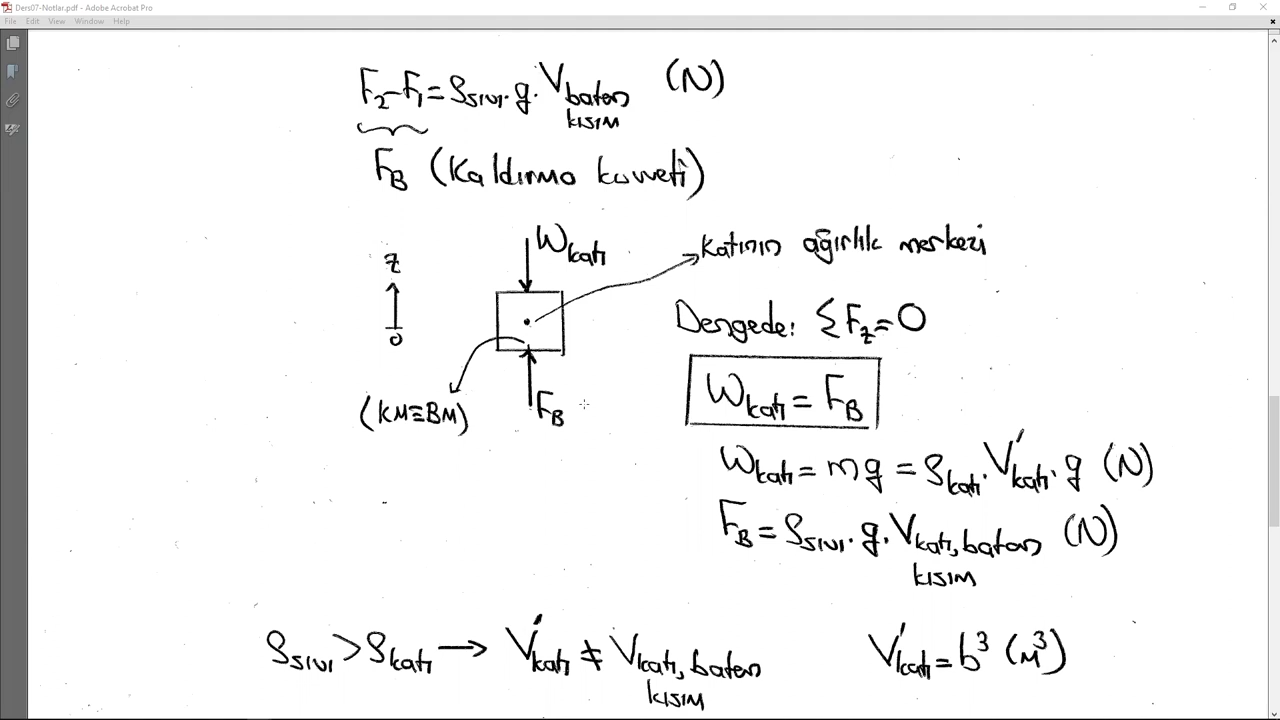 Ders07-Notlar.pdf - Adobe Acrobat Pro
File Edit View Window Help
F₂-F₁ = ρsıvı. g. Vbatan kısım (N)
FB (Kaldırma kuvveti)
Wkatı
Katının ağırlık merkezi
z
0
Dengede: ΣFz = 0
Wkatı = FB
(KM≡BM)
FB
Wkatı = mg = ρkatı. V'katı. g (N)
FB = ρsıvı. g. Vkatı, batan kısım (N)
ρsıvı > ρkatı → V'katı ≠ Vkatı, batan kısım
V'katı = b³ (m³)